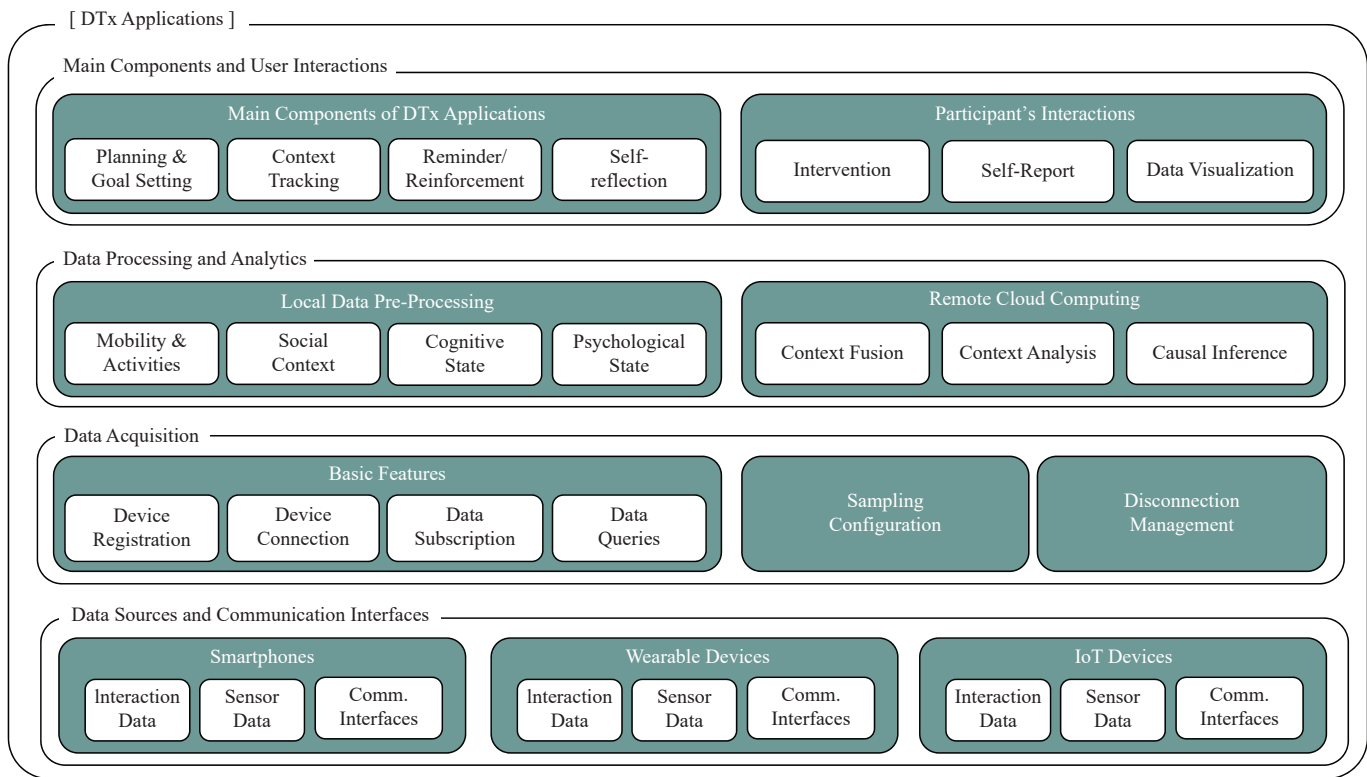 [ DTx Applications ]
Main Components and User Interactions
Main Components of DTx Applications
Planning &
Goal Setting
Context
Tracking
Reminder/
Reinforcement
Self-
reflection
Participant's Interactions
Intervention
Self-Report
Data Visualization
Data Processing and Analytics
Local Data Pre-Processing
Mobility &
Activities
Social
Context
Cognitive
State
Psychological
State
Remote Cloud Computing
Context Fusion
Context Analysis
Causal Inference
Data Acquisition
Basic Features
Device
Registration
Device
Connection
Data
Subscription
Data
Queries
Sampling
Configuration
Disconnection
Management
Data Sources and Communication Interfaces
Smartphones
lnteraction
Data
Sensor
Data
Comm.
Interfaces
Wearable Devices
lnteraction
Data
Sensor
Data
Comm.
Interfaces
IoT Devices
Interaction
Data
Sensor
Data
Comm.
Interfaces